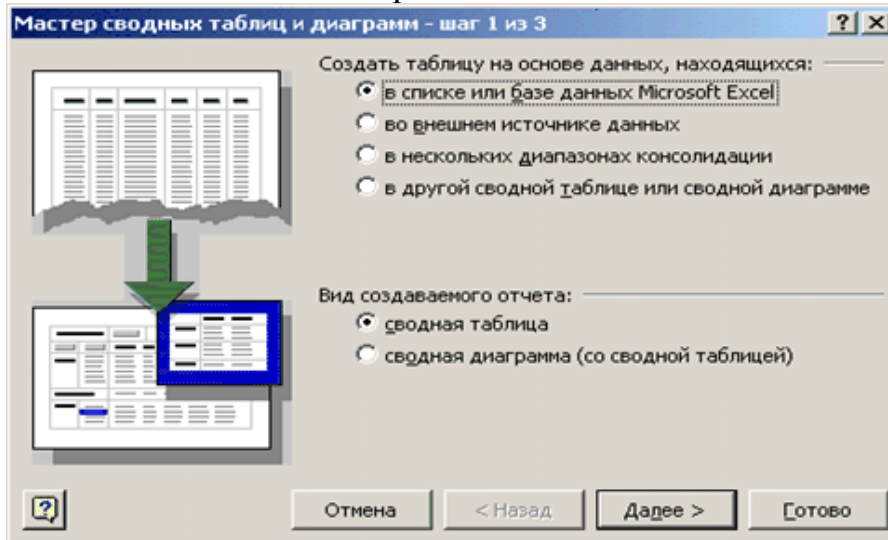 Мастер сводных таблиц и диаграмм - шаг 1 из 3
Создать таблицу на основе данных, находящихся:
в списке или базе данных Microsoft Excel
во внешнем источнике данных
в нескольких диапазонах консолидации
в другой сводной таблице или сводной диаграмме
Вид создаваемого отчета:
сводная таблица
сводная диаграмма (со сводной таблицей)
Отмена
< Назад
Далее >
Готово